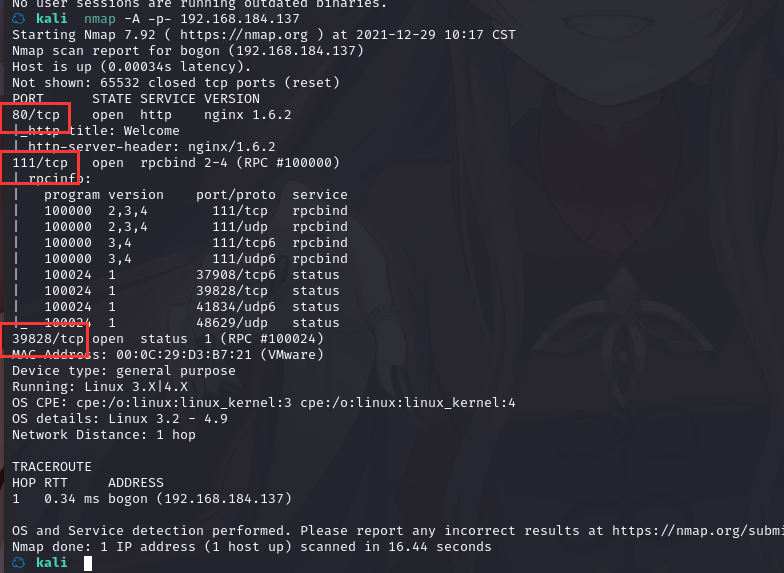 No user sessions are running outdated binaries.
kali nmap -A -p- 192.168.184.137
Starting Nmap 7.92 ( https://nmap.org ) at 2021-12-29 10:17 CST
Nmap scan report for bogon (192.168.184.137)
Host is up (0.00034s latency).
Not shown: 65532 closed tcp ports (reset)
PORT      STATE SERVICE VERSION
80/tcp    open  http    nginx 1.6.2
|_http-title: Welcome
|_http-server-header: nginx/1.6.2
111/tcp   open  rpcbind 2-4 (RPC #100000)
| rpcinfo:
|   program version    port/proto  service
|   100000  2,3,4        111/tcp   rpcbind
|   100000  2,3,4        111/udp   rpcbind
|   100000  3,4          111/tcp6  rpcbind
|   100000  3,4          111/udp6  rpcbind
|   100024  1          37908/tcp6  status
|   100024  1          39828/tcp   status
|   100024  1          41834/udp6  status
|_  100024  1          48629/udp   status
39828/tcp open  status  1 (RPC #100024)
MAC Address: 00:0C:29:D3:B7:21 (VMware)
Device type: general purpose
Running: Linux 3.X|4.X
OS CPE: cpe:/o:linux:linux_kernel:3 cpe:/o:linux:linux_kernel:4
OS details: Linux 3.2 - 4.9
Network Distance: 1 hop
TRACEROUTE
HOP RTT     ADDRESS
1   0.34 ms bogon (192.168.184.137)
OS and Service detection performed. Please report any incorrect results at https://nmap.org/submi
Nmap done: 1 IP address (1 host up) scanned in 16.44 seconds
kali